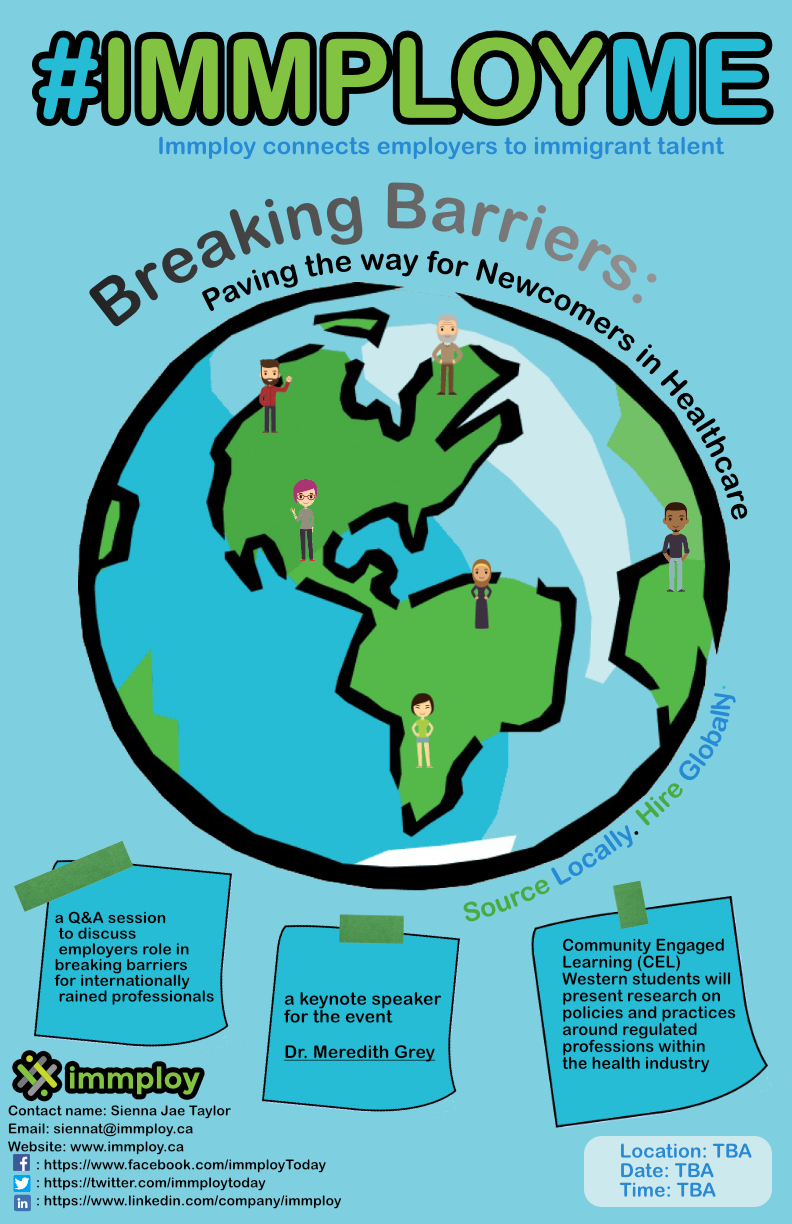 #IMMPLOYME
Immploy connects employers to immigrant talent
Breaking Barriers:
Paving the way for Newcomers in Healthcare
Source Locally. Hire Globally.
a Q&A session
to discuss
employers role in
breaking barriers
for internationally
rained professionals
a keynote speaker
for the event
Dr. Meredith Grey
Community Engaged
Learning (CEL)
Western students will
present research on
policies and practices
around regulated
professions within
the health industry
immploy
Contact name: Sienna Jae Taylor
Email: siennat@immploy.ca
Website: www.immploy.ca
: https://www.facebook.com/immployToday
: https://twitter.com/immploytoday
: https://www.linkedin.com/company/immploy
Location: TBA
Date: TBA
Time: TBA